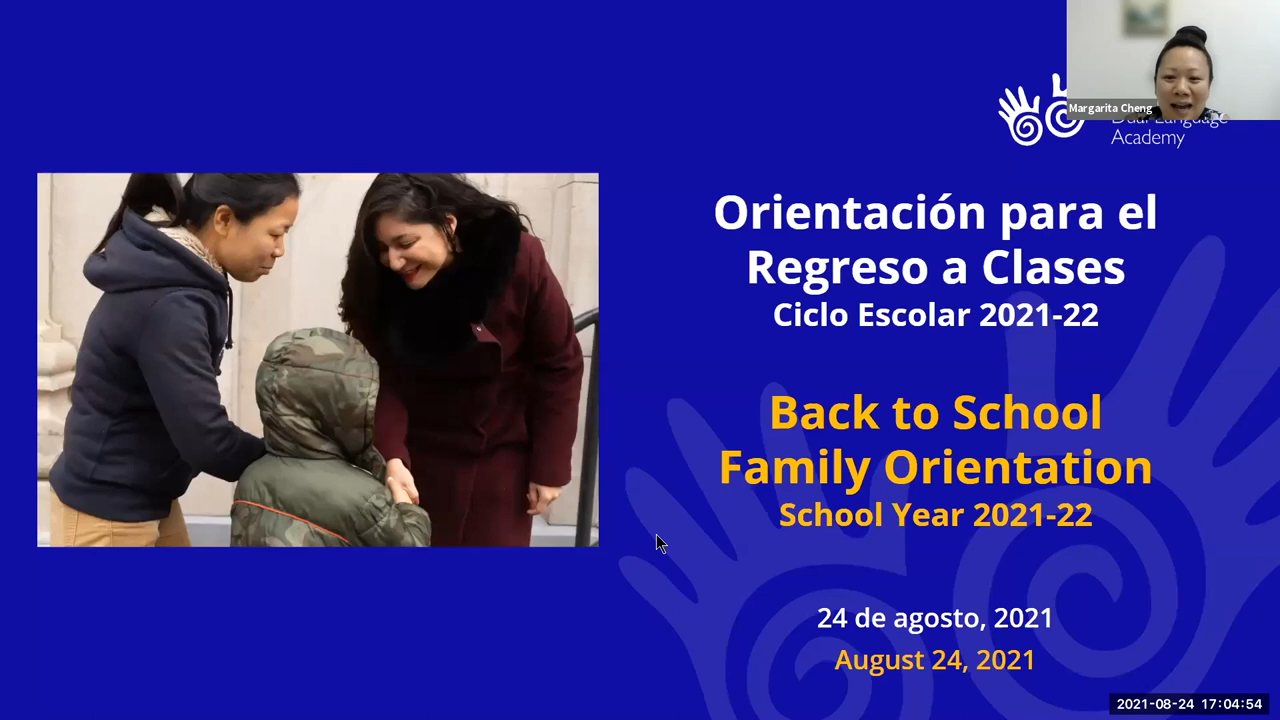 Margarita Cheng
Academy
Orientación para el
Regreso a Clases
Ciclo Escolar 2021-22
Back to School
Family Orientation
School Year 2021-22
24 de agosto, 2021
August 24, 2021
2021-08-24 17:04:54